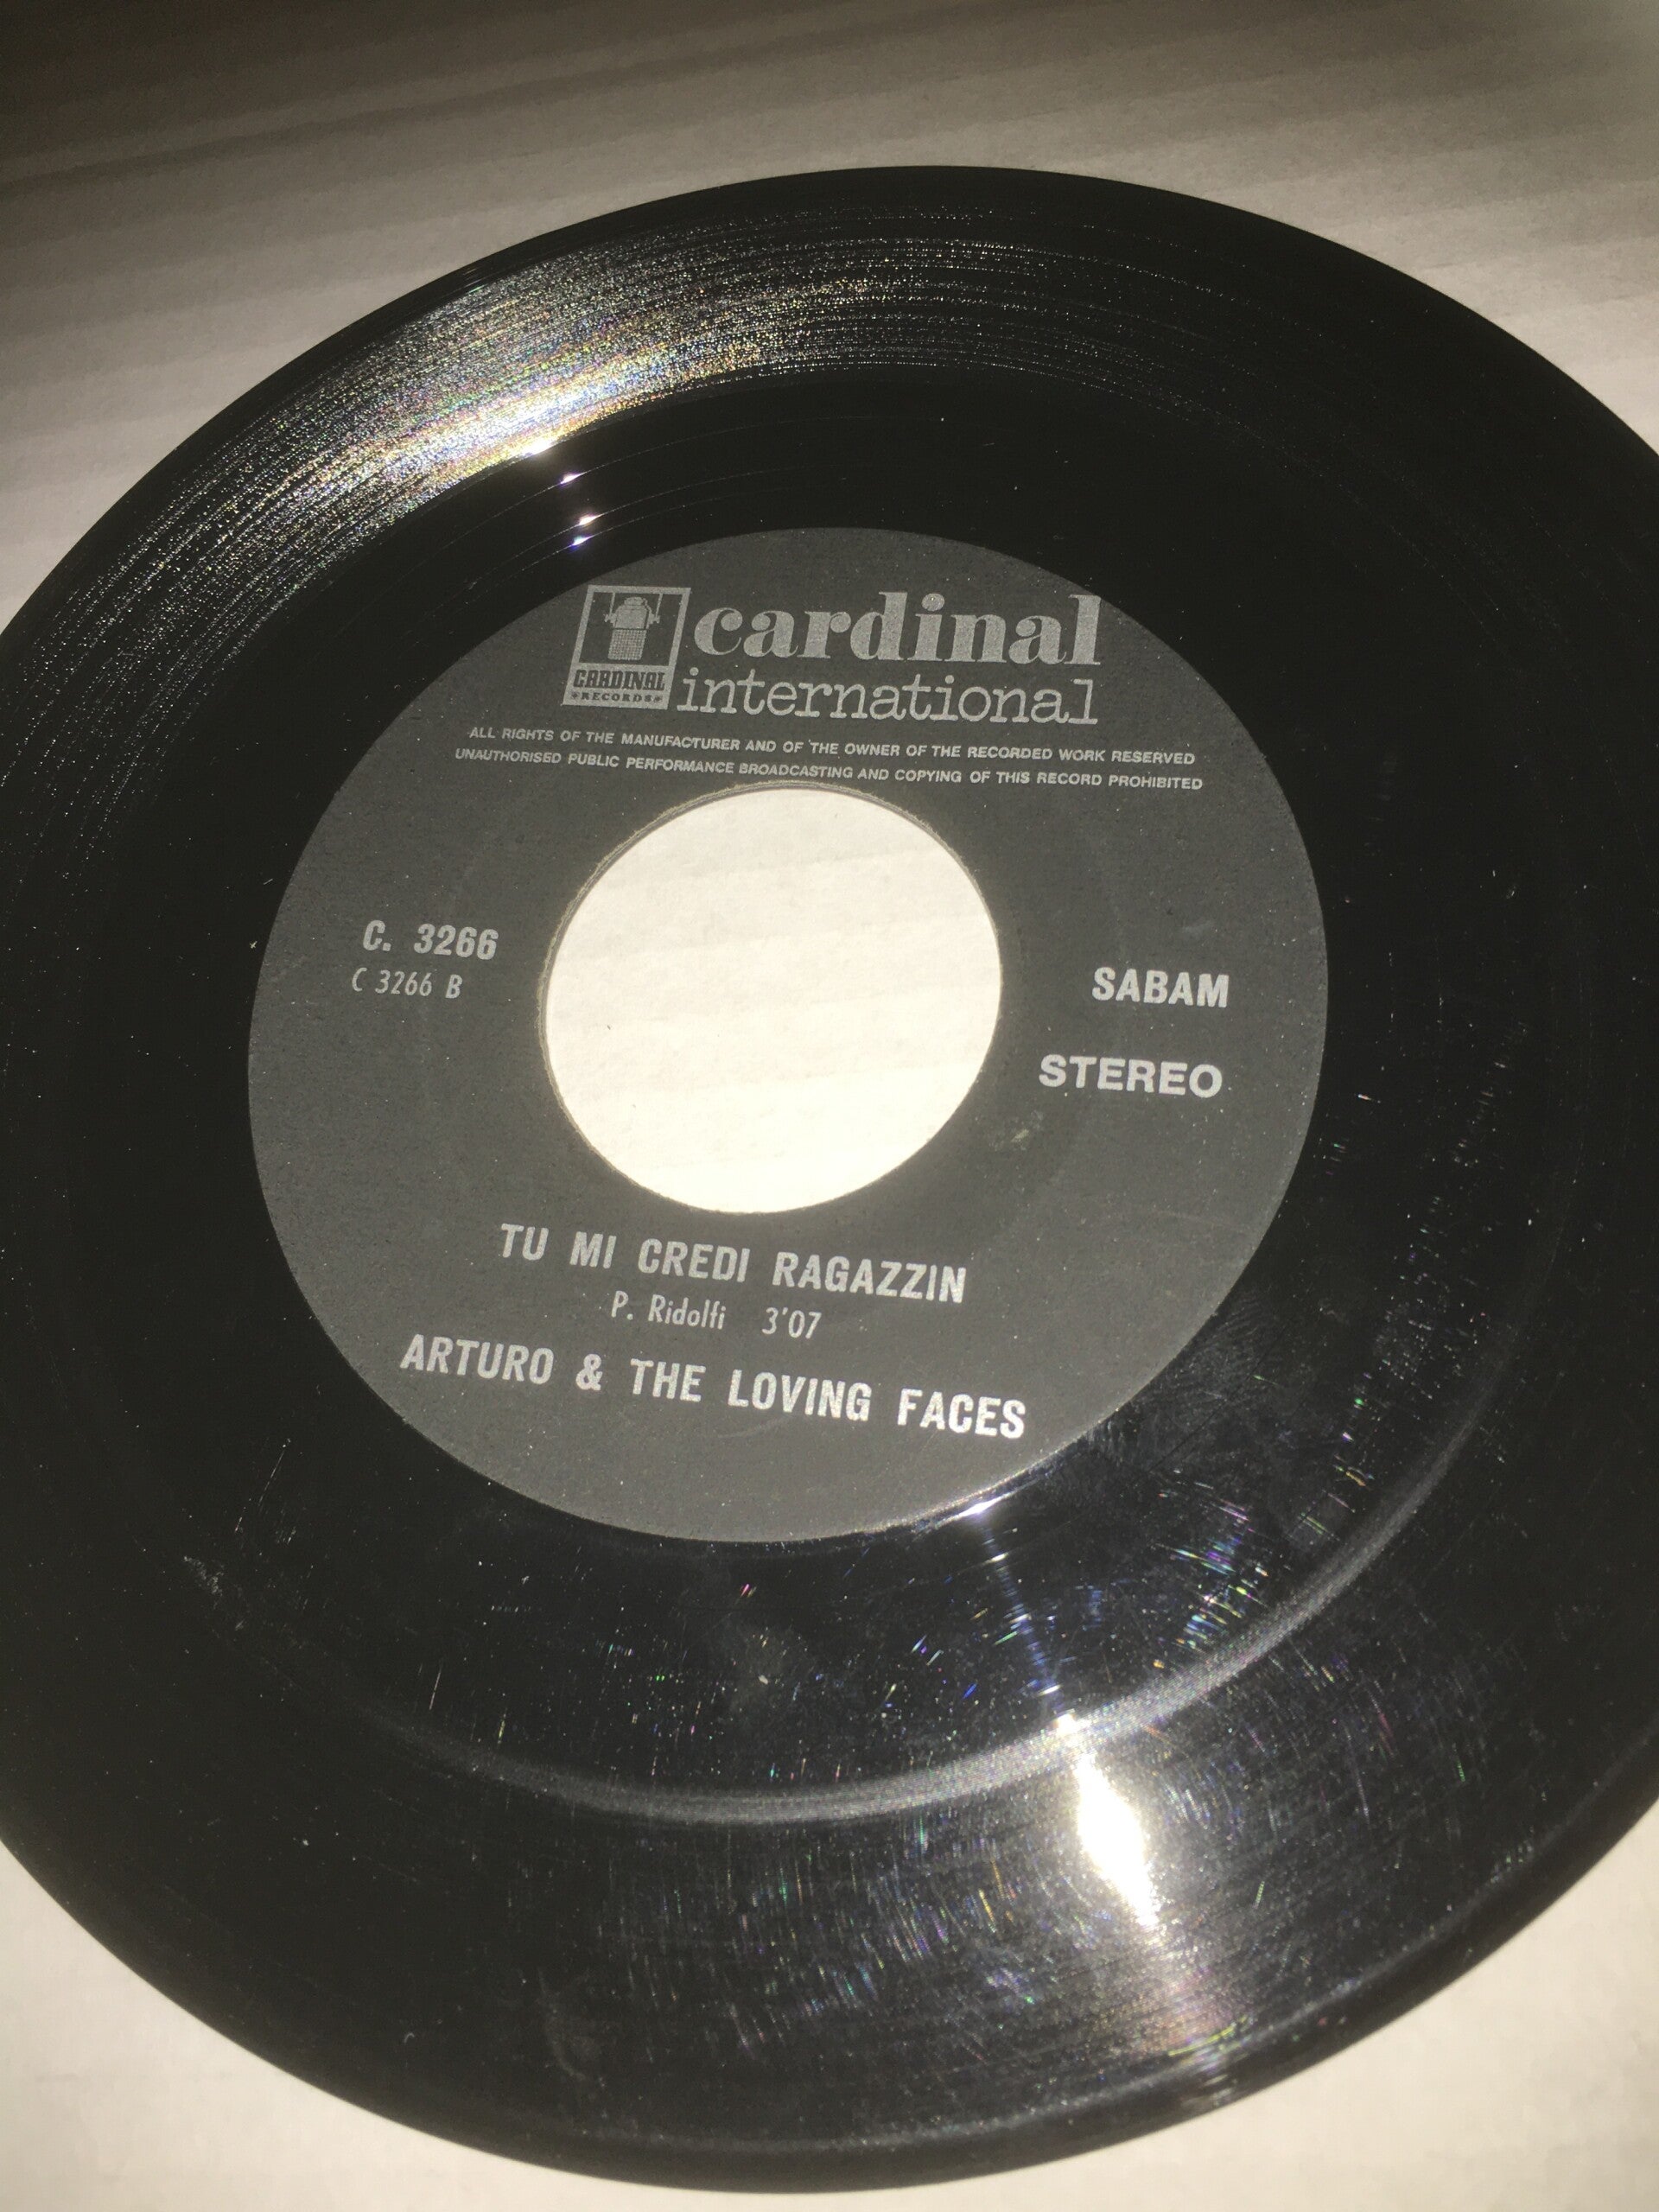 cardinal
international
CARDINAL
★RECORDS★
ALL RIGHTS OF THE MANUFACTURER AND OF THE OWNER OF THE RECORDED WORK RESERVED
UNAUTHORISED PUBLIC PERFORMANCE BROADCASTING AND COPYING OF THIS RECORD PROHIBITED
C. 3266
C 3266 B
SABAM
STEREO
TU MI CREDI RAGAZZIN
P. Ridolfi 3'07
ARTURO & THE LOVING FACES